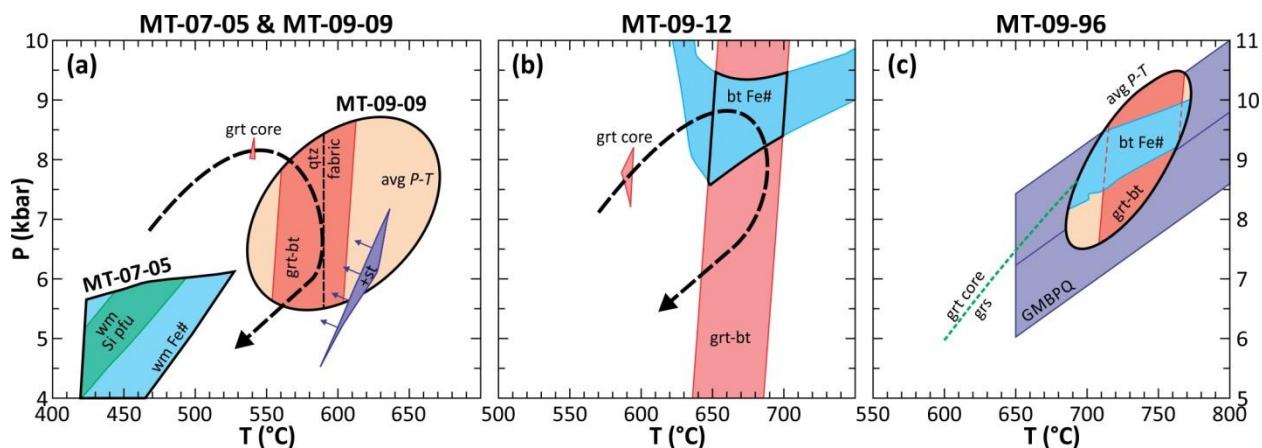 MT-07-05 & MT-09-09
MT-09-12
MT-09-96
(a)
MT-09-09
grt core
qtz
fabric
avg P-T
grt-bt
+st
MT-07-05
wm
Si pfu
wm Fe#
10
9
8
7
6
5
4
P (kbar)
400
450
500
550
600
650
T (°C)
(b)
bt Fe#
grt core
grt-bt
500
550
600
650
700
T (°C)
(c)
avg P-T
bt Fe#
grt-bt
grt core
grs
GMBPQ
11
10
9
8
7
6
5
550
600
650
700
750
800
T (°C)